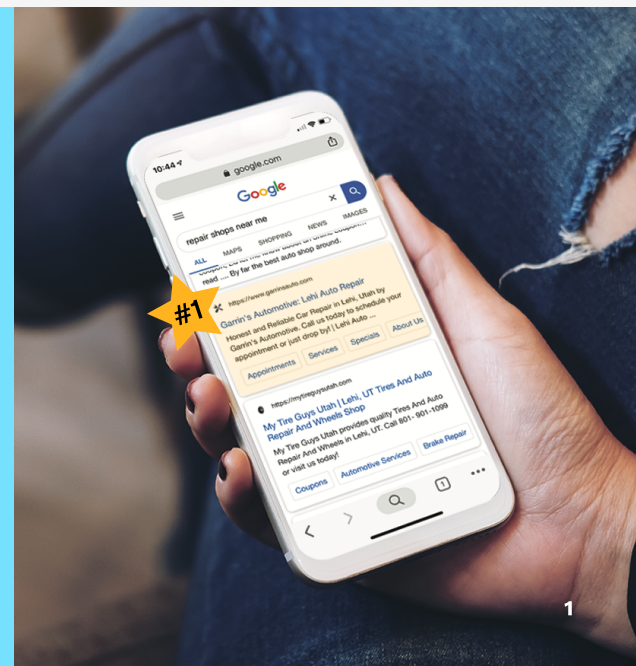 10:44
google.com
Google
repair shops near me
ALL MAPS SHOPPING NEWS IMAGES
read .... By far the best auto shop around.
#1
https://www.garrinsauto.com
Garrin's Automotive: Lehi Auto Repair
Honest and Reliable Car Repair in Lehi, Utah by
Garrin's Automotive. Call us today to schedule your
appointment or just drop by! | Lehi Auto ...
Appointments Services Specials About Us
https://mytireguysutah.com
My Tire Guys Utah | Lehi, UT Tires And Auto
Repair And Wheels Shop
My Tire Guys Utah provides quality Tires And Auto
Repair And Wheels in Lehi, UT. Call 801- 901-1099
or visit us today!
Coupons Automotive Services Brake Repair
1
1